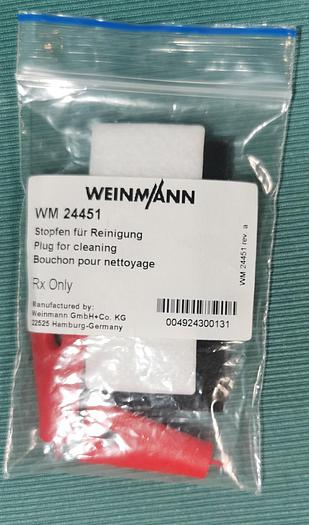 WEINMANN
WM 24451
Stopfen für Reinigung
Plug for cleaning
Bouchon pour nettoyage
Rx Only
Manufactured by:
Weinmann GmbH+Co. KG
22525 Hamburg-Germany
004924300131
WM 24451 rev. a